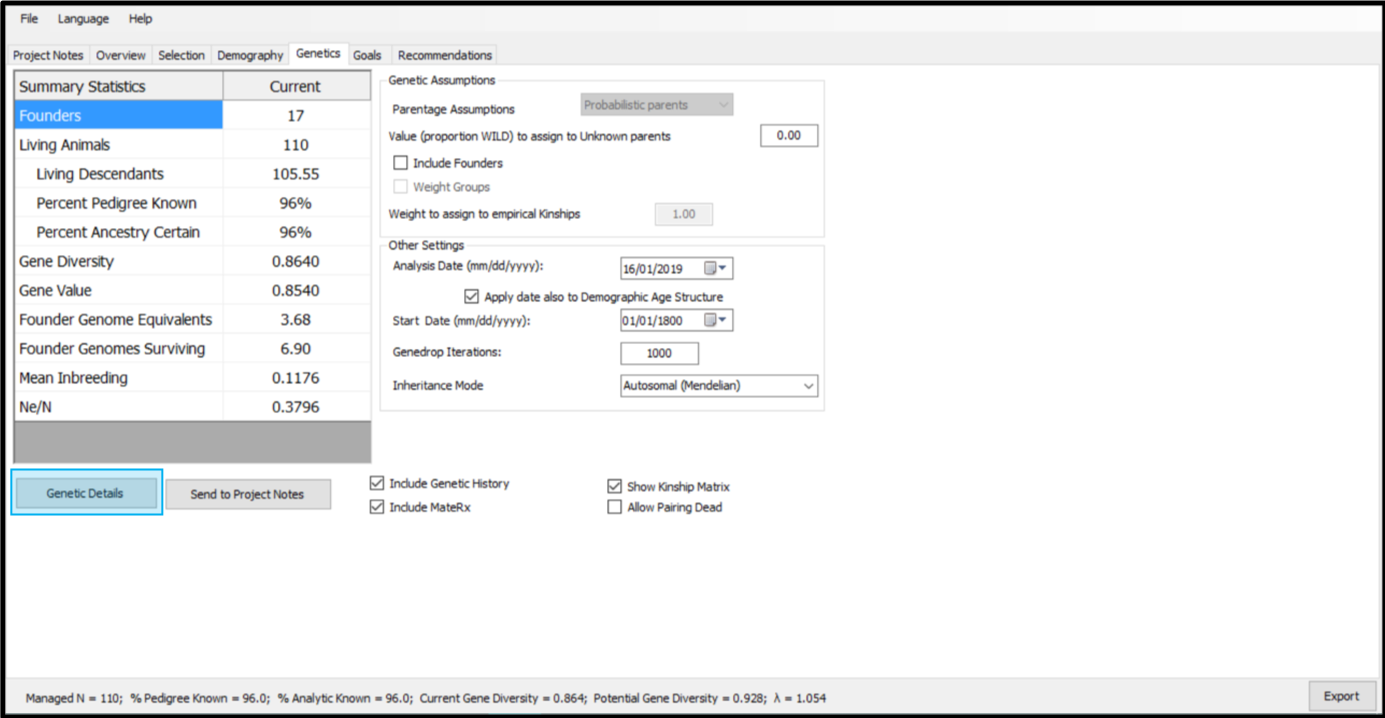 File Language Help
Project Notes Overview Selection Demography Genetics Goals Recommendations
Summary Statistics Current
Founders 17
Living Animals 110
Living Descendants 105.55
Percent Pedigree Known 96%
Percent Ancestry Certain 96%
Gene Diversity 0.8640
Gene Value 0.8540
Founder Genome Equivalents 3.68
Founder Genomes Surviving 6.90
Mean Inbreeding 0.1176
Ne/N 0.3796
Genetic Assumptions
Parentage Assumptions Probabilistic parents
Value (proportion WILD) to assign to Unknown parents 0.00
Include Founders
Weight Groups
Weight to assign to empirical Kinships 1.00
Other Settings
Analysis Date (mm/dd/yyyy): 16/01/2019
Apply date also to Demographic Age Structure
Start Date (mm/dd/yyyy): 01/01/1800
Genedrop Iterations: 1000
Inheritance Mode Autosomal (Mendelian)
Genetic Details Send to Project Notes
Include Genetic History Show Kinship Matrix
Include MateRx Allow Pairing Dead
Managed N = 110; % Pedigree Known = 96.0; % Analytic Known = 96.0; Current Gene Diversity = 0.864; Potential Gene Diversity = 0.928; λ = 1.054
Export